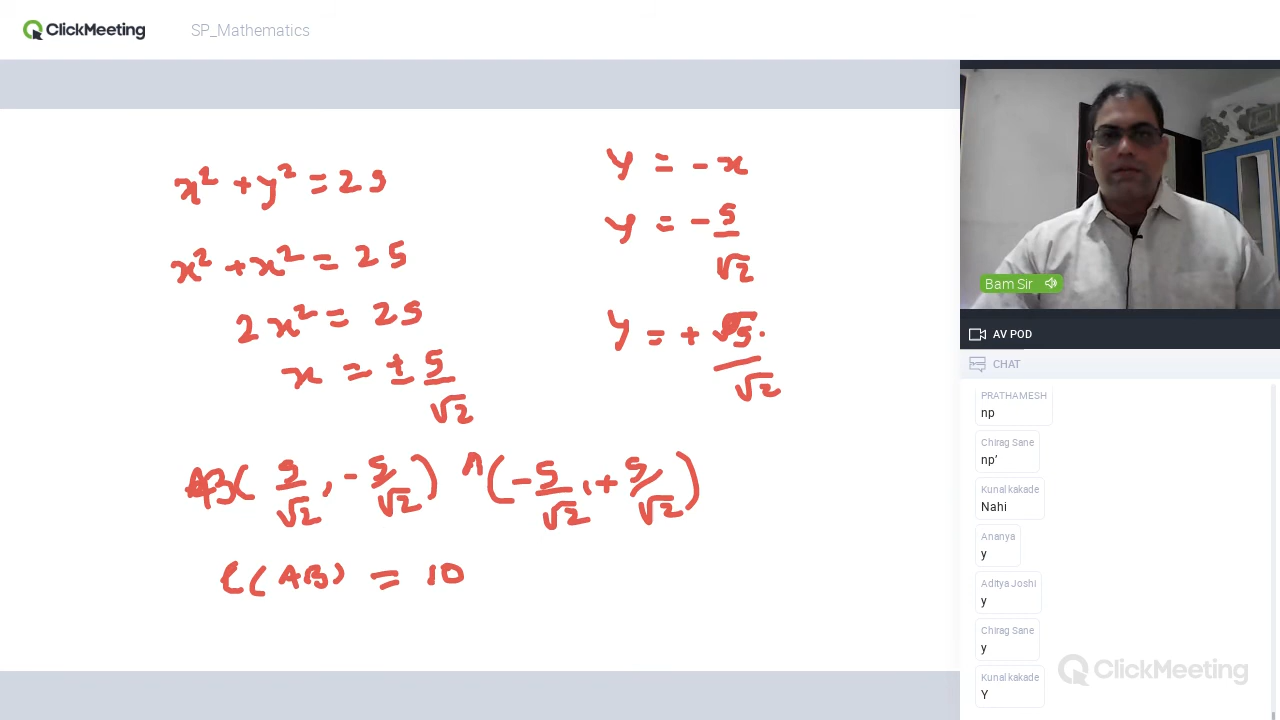 ClickMeeting SP_Mathematics
x² + y² = 25
x² + x² = 25
2x² = 25
x = ± 5/√2
y = -x
y = - 5/√2
y = + 5/√2
B( 5/√2 , - 5/√2 ) A( - 5/√2 , + 5/√2 )
l(AB) = 10
Bam Sir
AV POD
CHAT
PRATHAMESH
np
Chirag Sane
np'
Kunal kakade
Nahi
Ananya
y
Aditya Joshi
y
Chirag Sane
y
Kunal kakade
Y
ClickMeeting